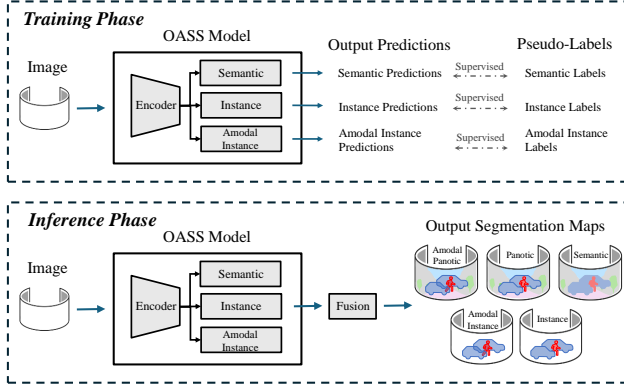 Training Phase
OASS Model
Output Predictions
Pseudo-Labels
Image
Encoder
Semantic
Instance
Amodal
Instance
Semantic Predictions
Supervised
Semantic Labels
Instance Predictions
Supervised
Instance Labels
Amodal Instance
Predictions
Supervised
Amodal Instance
Labels
Inference Phase
OASS Model
Output Segmentation Maps
Image
Encoder
Semantic
Instance
Amodal
Instance
Fusion
Amodal
Panotic
Panotic
Semantic
Amodal
Instance
Instance